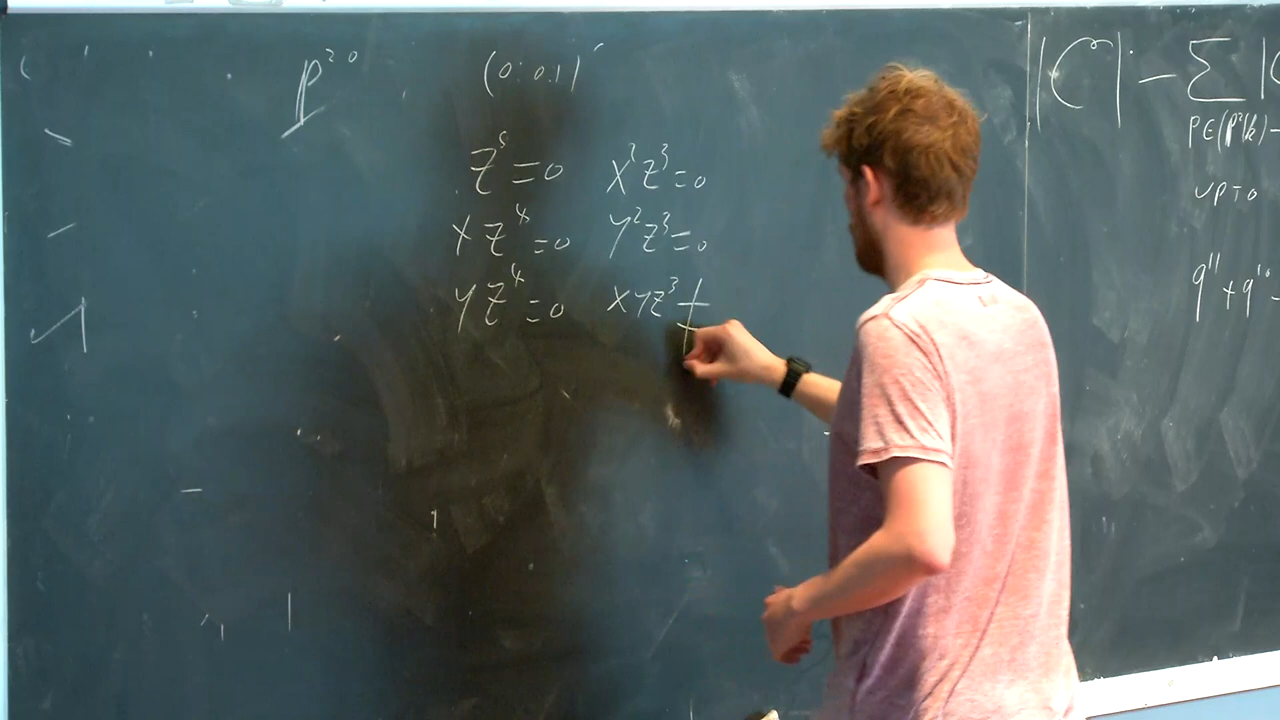 P²⁰ (0:0:1)
Z⁵ = 0 X²Z³ = 0
XZ⁴ = 0 Y²Z³ = 0
YZ⁴ = 0 XYZ³ ≠
|C| - Σ |
P∈(P²(k)-
UP TO
q¹¹ + q¹⁰